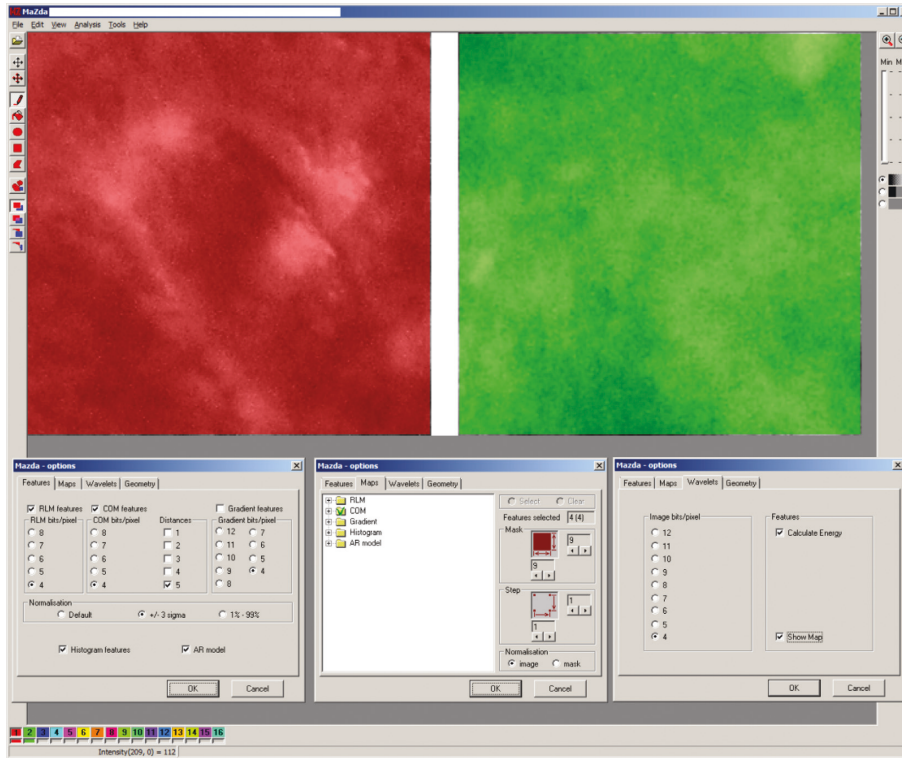 MaZda
File Edit View Analysis Tools Help
Min M
Mazda - options
Features Maps Wavelets Geometry
RLM features COM features Gradient features
RLM bits/pixel COM bits/pixel Distances Gradient bits/pixel
8 8 1 12 7
7 7 2 11 6
6 6 3 10 5
5 5 4 9 4
4 4 5 8
Normalisation
Default +/- 3 sigma 1% - 99%
Histogram features AR model
OK Cancel
Mazda - options
Features Maps Wavelets Geometry
RLM
COM
Gradient
Histogram
AR model
Select Clear
Features selected 4 (4)
Mask
9
9
Step
1
1
Normalisation
image mask
OK Cancel
Mazda - options
Features Maps Wavelets Geometry
Image bits/pixel
12
11
10
9
8
7
6
5
4
Features
Calculate Energy
Show Map
OK Cancel
1 2 3 4 5 6 7 8 9 10 11 12 13 14 15 16
Intensity(209, 0) = 112